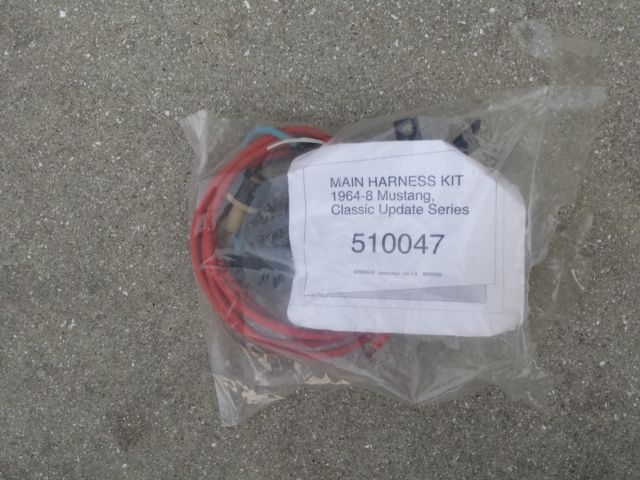 MAIN HARNESS KIT
1964-8 Mustang,
Classic Update Series
510047